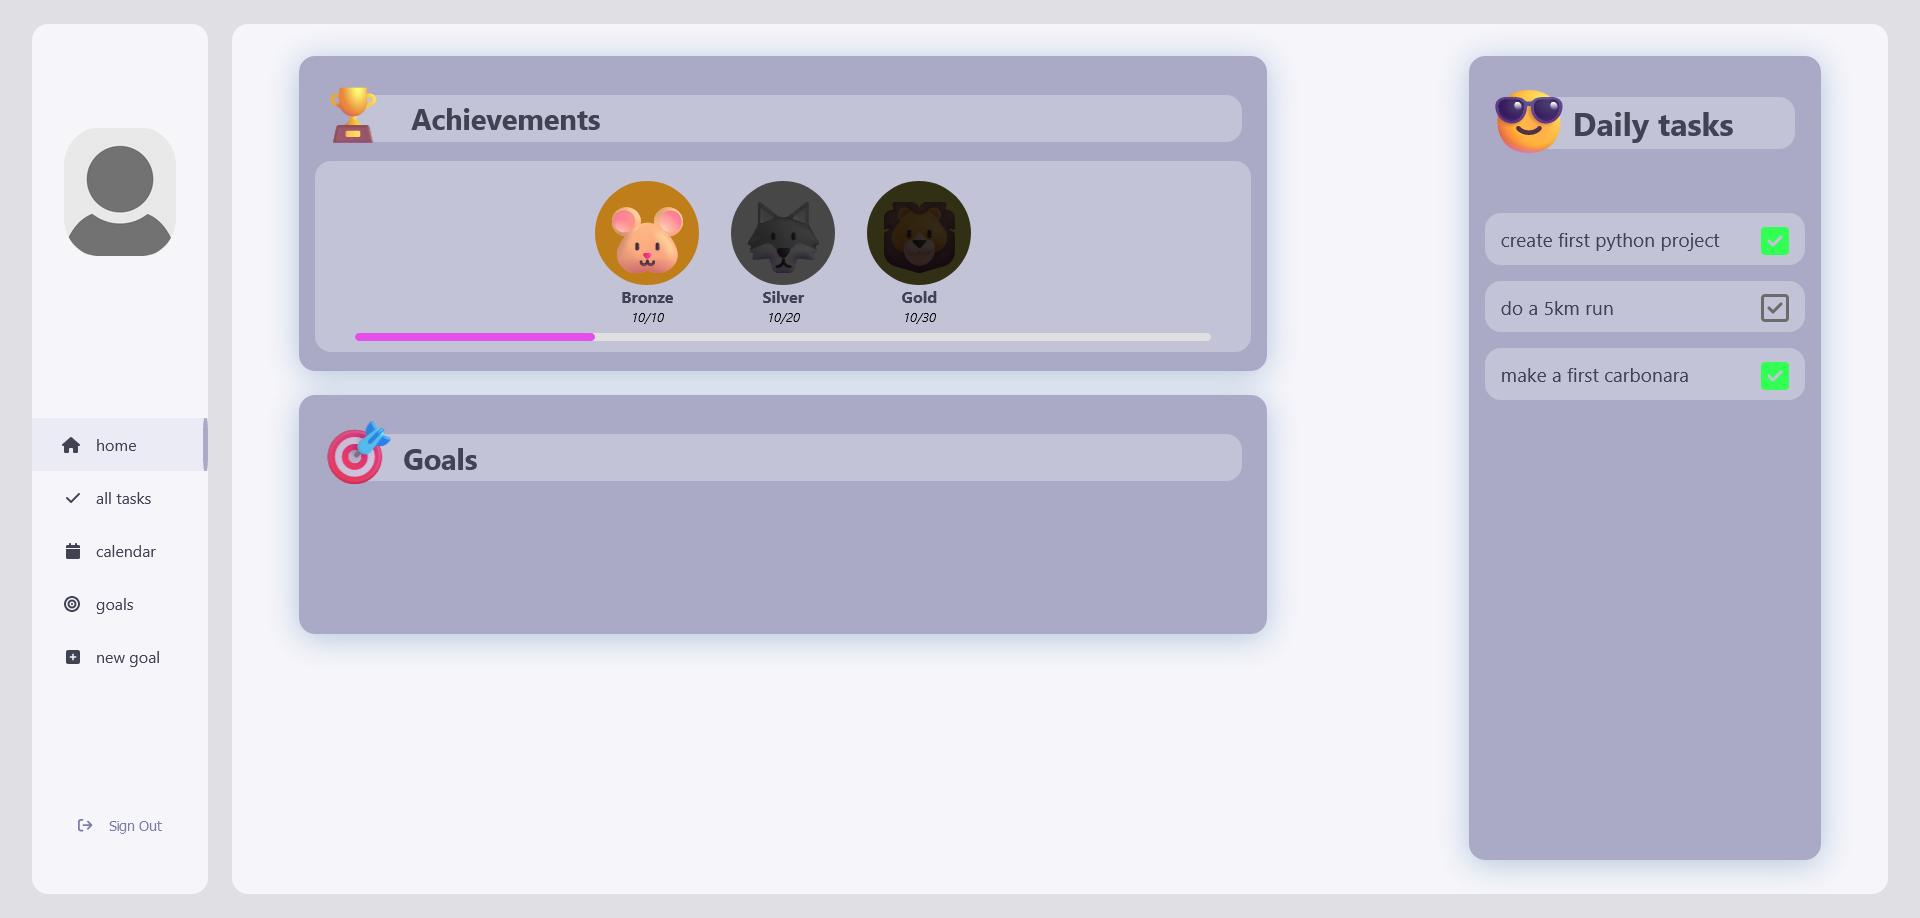 home
all tasks
calendar
goals
new goal
Sign Out
Achievements
Bronze
10/10
Silver
10/20
Gold
10/30
Goals
Daily tasks
create first python project
do a 5km run
make a first carbonara